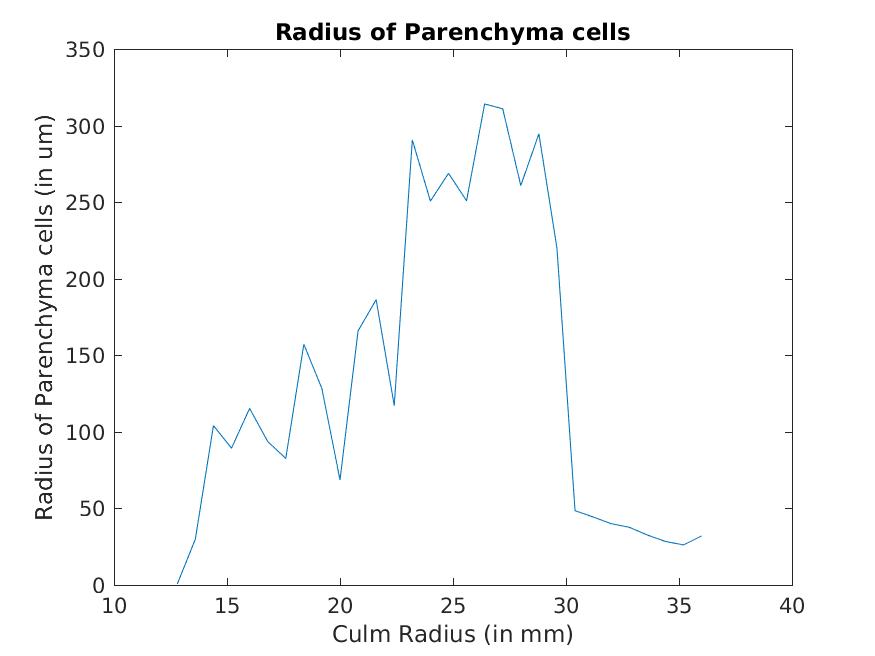 Radius of Parenchyma cells
Radius of Parenchyma cells (in um)
350
300
250
200
150
100
50
0
10 15 20 25 30 35 40
Culm Radius (in mm)